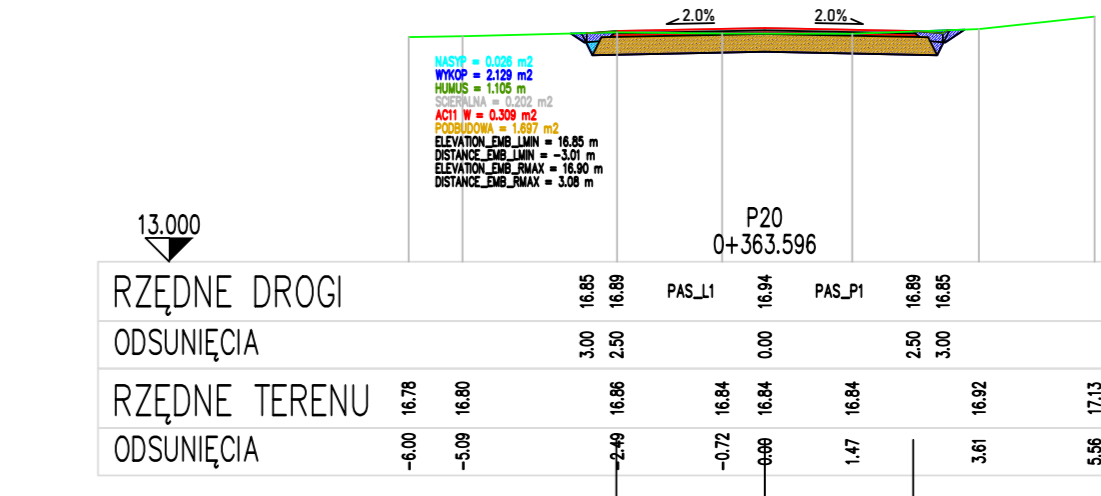 2.0% 2.0%
NASYP = 0.026 m2
WYKOP = 2.129 m2
HUMUS = 1.105 m
SCIERALNA = 0.202 m2
AC11 W = 0.309 m2
PODBUDOWA = 1.697 m2
ELEVATION_EMB_LMIN = 16.85 m
DISTANCE_EMB_LMIN = -3.01 m
ELEVATION_EMB_RMAX = 16.90 m
DISTANCE_EMB_RMAX = 3.08 m
13.000
P20
0+363.596
RZĘDNE DROGI 16.85 16.89 PAS_L1 16.94 PAS_P1 16.89 16.85
ODSUNIĘCIA 3.00 2.50 0.00 2.50 3.00
RZĘDNE TERENU 16.78 16.80 16.86 16.84 16.84 16.84 16.92 17.13
ODSUNIĘCIA -6.00 -5.09 -2.49 -0.72 0.00 1.47 3.61 5.56